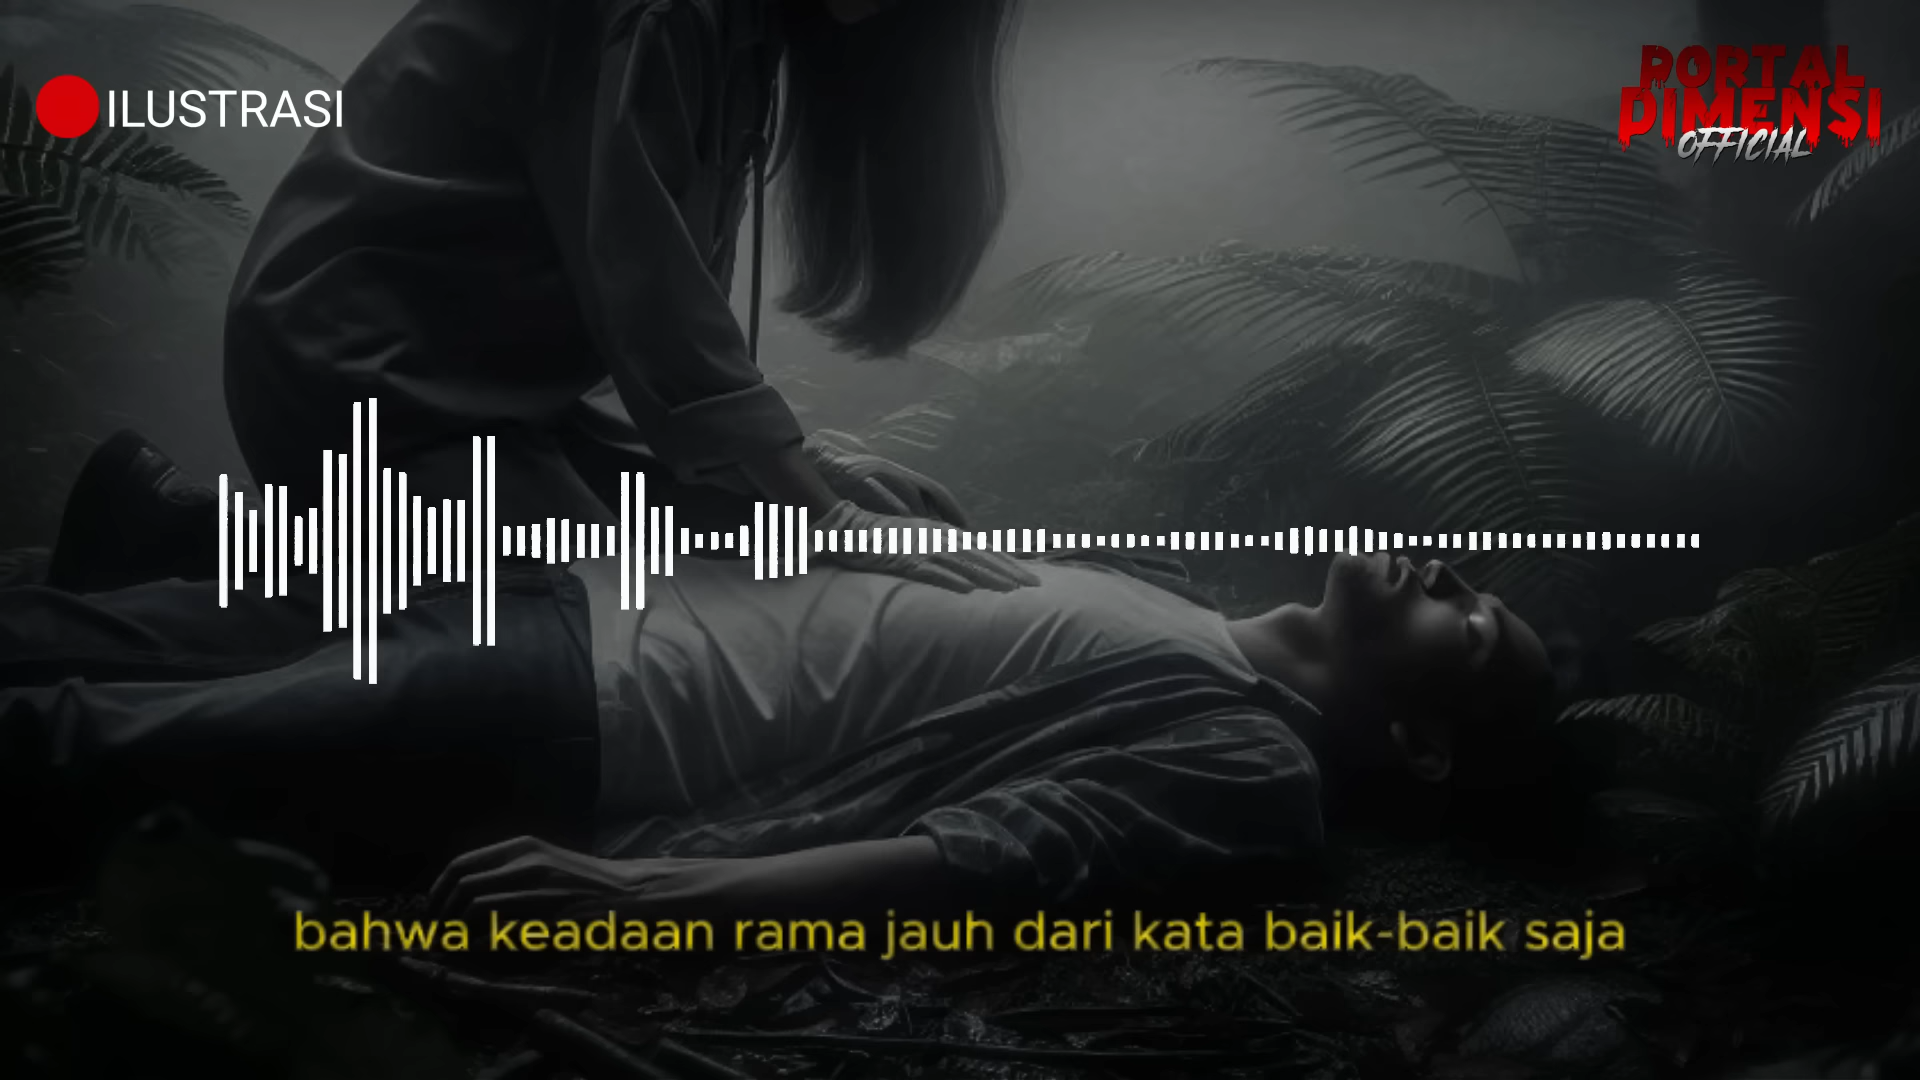 ILUSTRASI
PORTAL
DIMENSI
OFFICIAL
bahwa keadaan rama jauh dari kata baik-baik saja